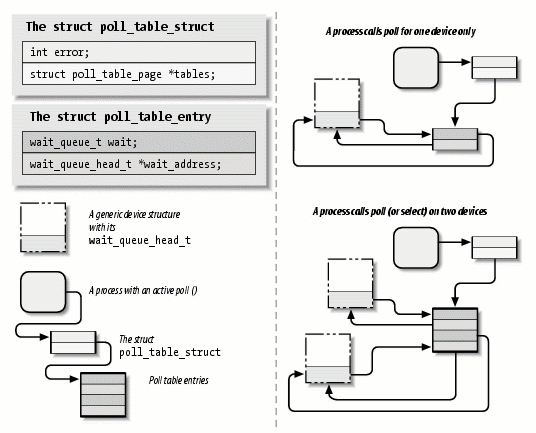 The struct poll_table_struct
int error;
struct poll_table_page *tables;
The struct poll_table_entry
wait_queue_t wait;
wait_queue_head_t *wait_address;
A generic device structure
with its
wait_queue_head_t
A process with an active poll ()
The struct
poll_table_struct
Poll table entries
A process calls poll for one device only
A process calls poll (or select) on two devices